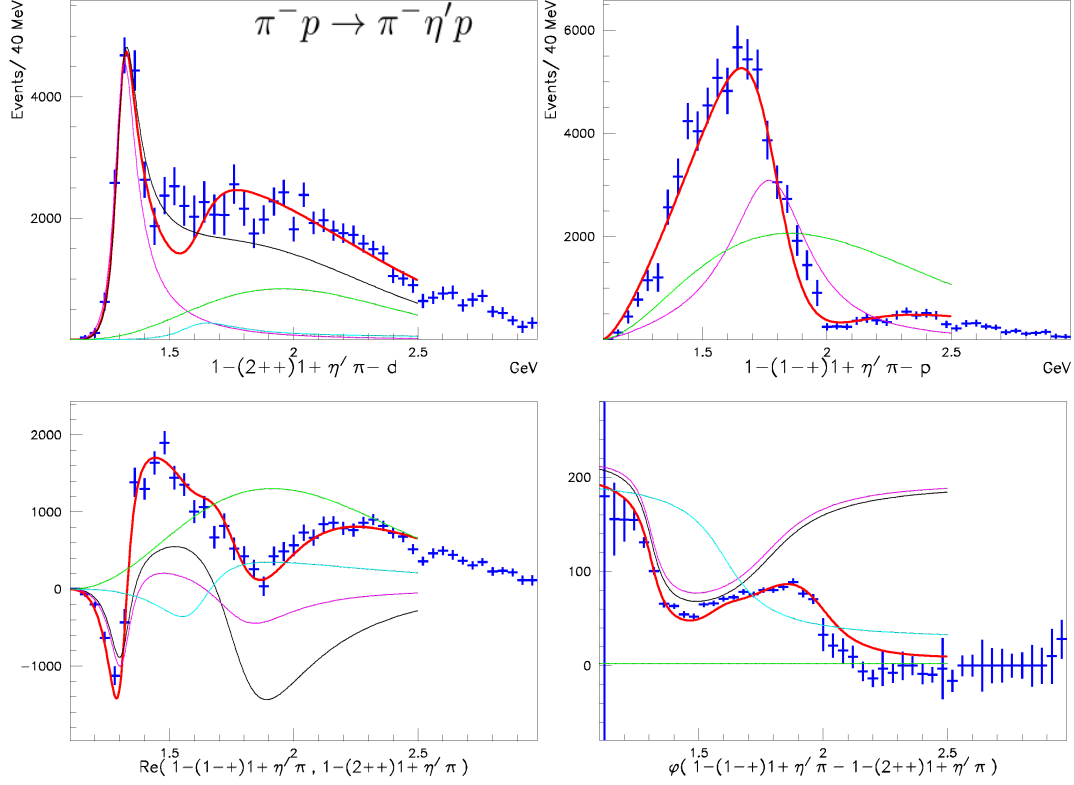 π⁻p → π⁻η′p
Events/ 40 MeV
4000
2000
1.5
2
2.5
1-(2++)1+ η′ π- d
GeV
Events/ 40 MeV
6000
4000
2000
1.5
2
2.5
1-(1-+)1+ η′ π- p
GeV
2000
1000
0
-1000
1.5
2
2.5
Re( 1-(1-+)1+ η′ π , 1-(2++)1+ η′ π )
200
100
0
1.5
2
2.5
φ( 1-(1-+)1+ η′ π - 1-(2++)1+ η′ π )